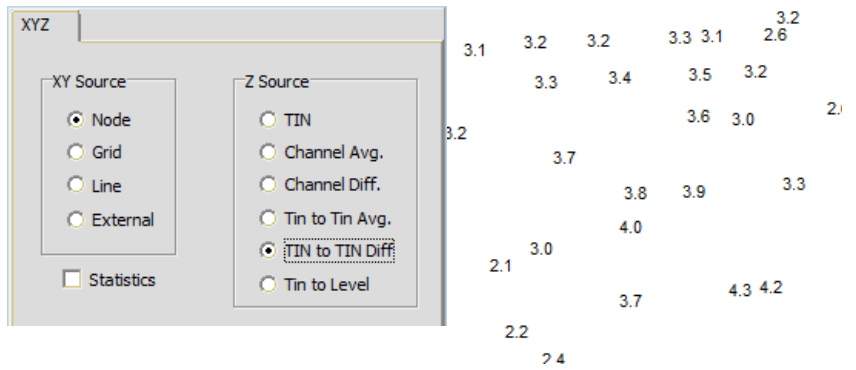 XYZ
XY Source
Node
Grid
Line
External
Statistics
Z Source
TIN
Channel Avg.
Channel Diff.
Tin to Tin Avg.
TIN to TIN Diff
Tin to Level
3.2
3.1 3.2 3.2 3.3 3.1 2.6
3.3 3.4 3.5 3.2
3.6 3.0
3.2
3.7
3.8 3.9 3.3
4.0
3.0
2.1
3.7 4.3 4.2
2.2
2.4